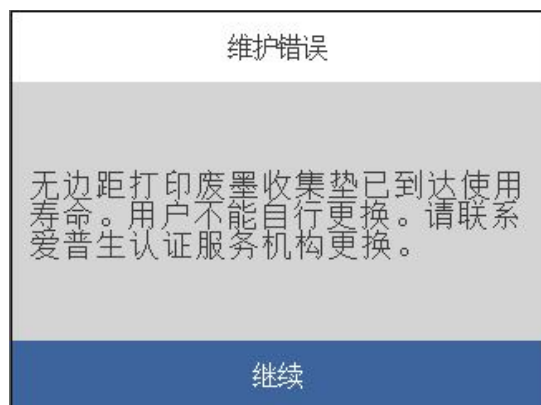 维护错误
无边距打印废墨收集垫已到达使用
寿命。用户不能自行更换。请联系
爱普生认证服务机构更换。
继续